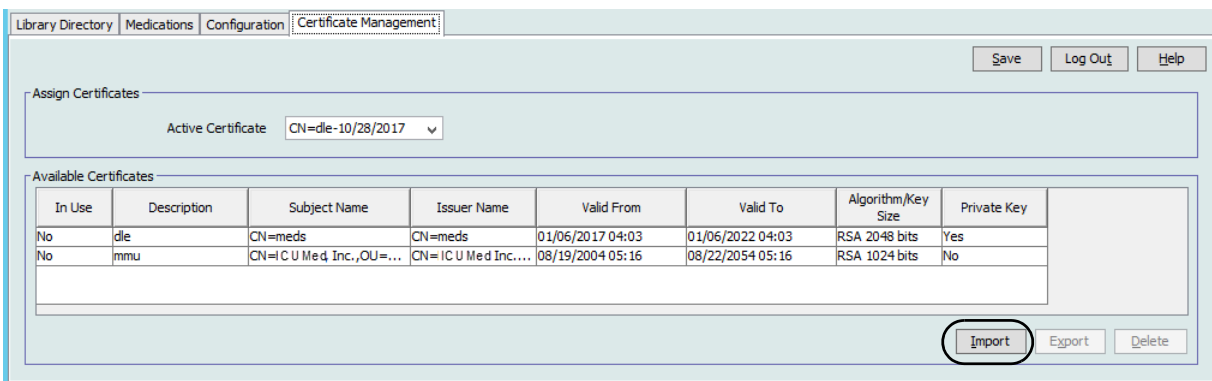 Library Directory Medications Configuration Certificate Management
Save Log Out Help
Assign Certificates
Active Certificate CN=dle-10/28/2017
Available Certificates
In Use Description Subject Name Issuer Name Valid From Valid To Algorithm/Key Size Private Key
No dle CN=meds CN=meds 01/06/2017 04:03 01/06/2022 04:03 RSA 2048 bits Yes
No mmu CN=I C U Med, Inc.,OU=... CN= I C U Med Inc.... 08/19/2004 05:16 08/22/2054 05:16 RSA 1024 bits No
Import Export Delete